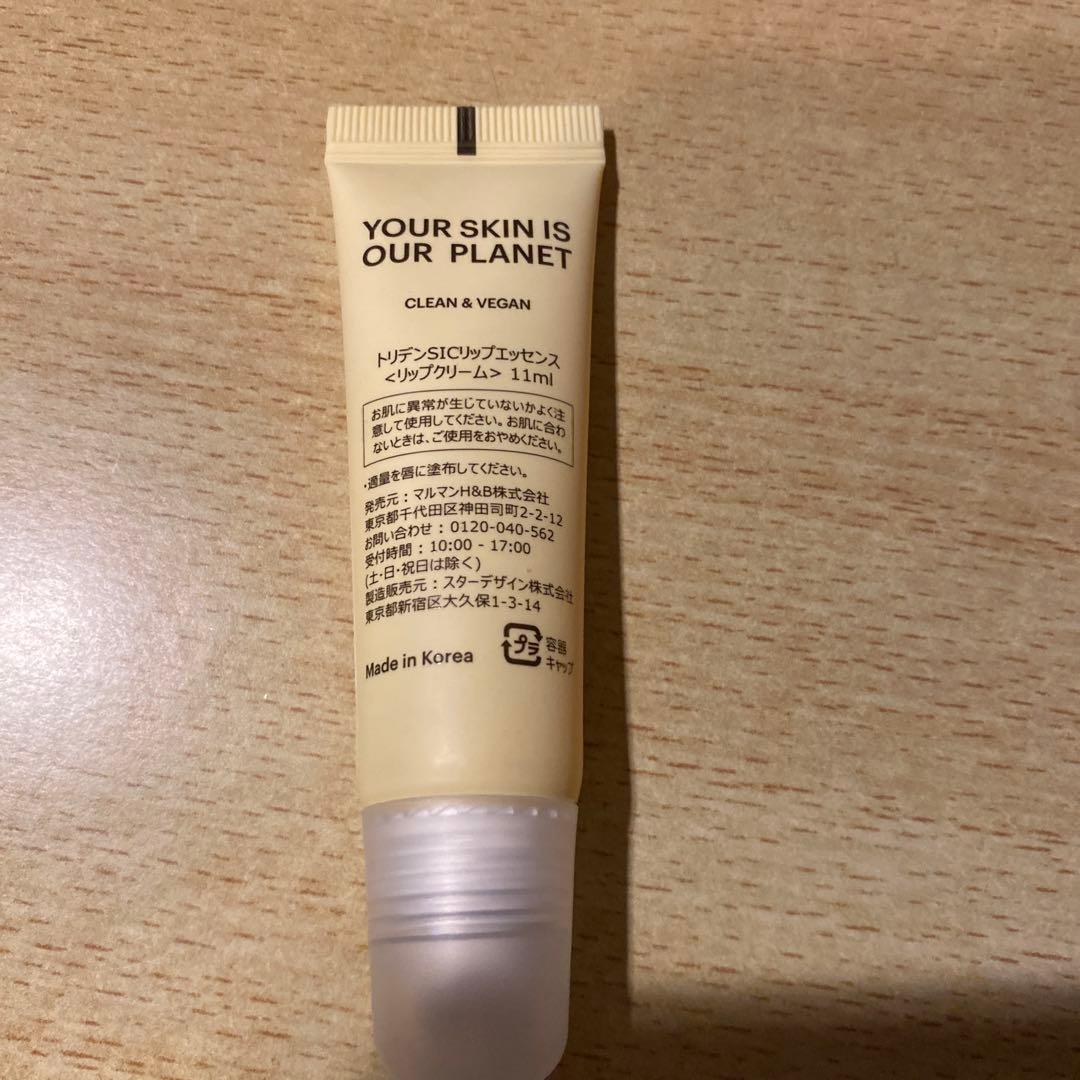 YOUR SKIN IS
OUR PLANET
CLEAN & VEGAN
トリデンSICリップエッセンス
<リップクリーム> 11ml
お肌に異常が生じていないかよく注
意して使用してください。お肌に合わ
ないときは、ご使用をおやめください。
・適量を唇に塗布してください。
発売元：マルマンH&B株式会社
東京都千代田区神田司町2-2-12
お問い合わせ：0120-040-562
受付時間：10:00 - 17:00
(土・日・祝日は除く)
製造販売元：スターデザイン株式会社
東京都新宿区大久保1-3-14
Made in Korea
プラ
容器
キャップ